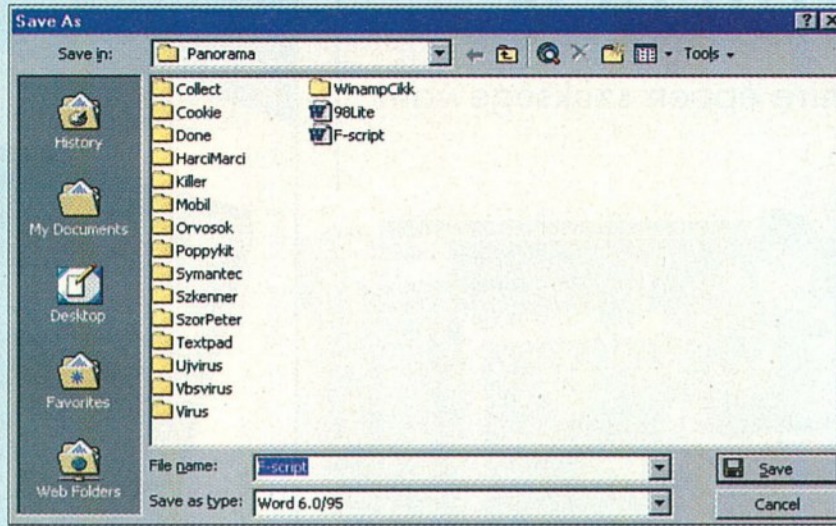 Save As
Save in: Panorama Tools
History
My Documents
Desktop
Favorites
Web Folders
Collect
Cookie
Done
HarciMarci
Killer
Mobil
Orvosok
Poppykit
Symantec
Szkenner
SzorPeter
Textpad
Ujvirus
Vbsvirus
Virus
WinampCikk
98Lite
F-script
File name: F-script Save
Save as type: Word 6.0/95 Cancel